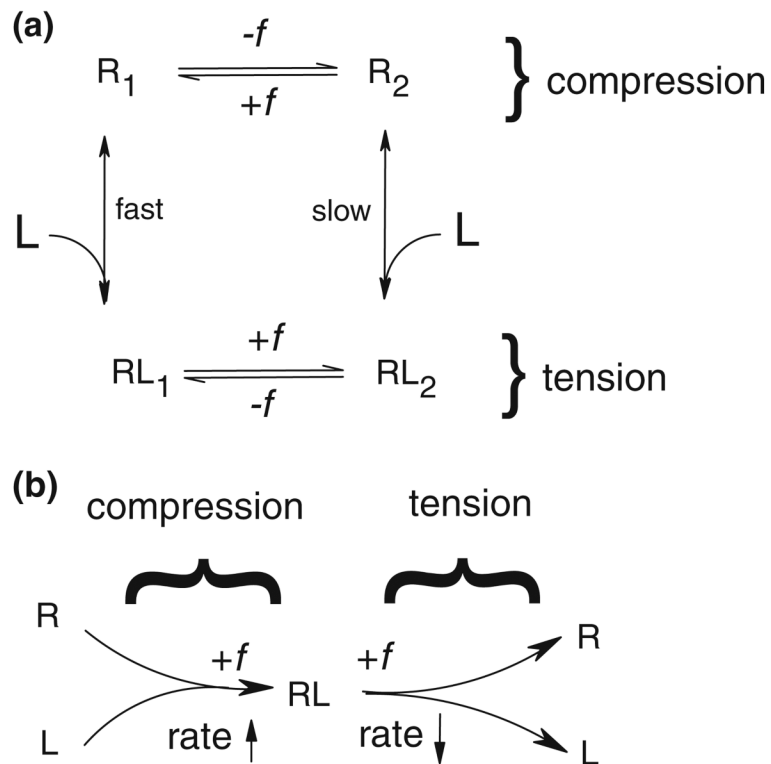 (a)
-f
R1 R2 } compression
+f
L fast slow L
+f
RL1 RL2 } tension
-f
(b)
compression tension
R R
+f +f
RL
L rate rate L